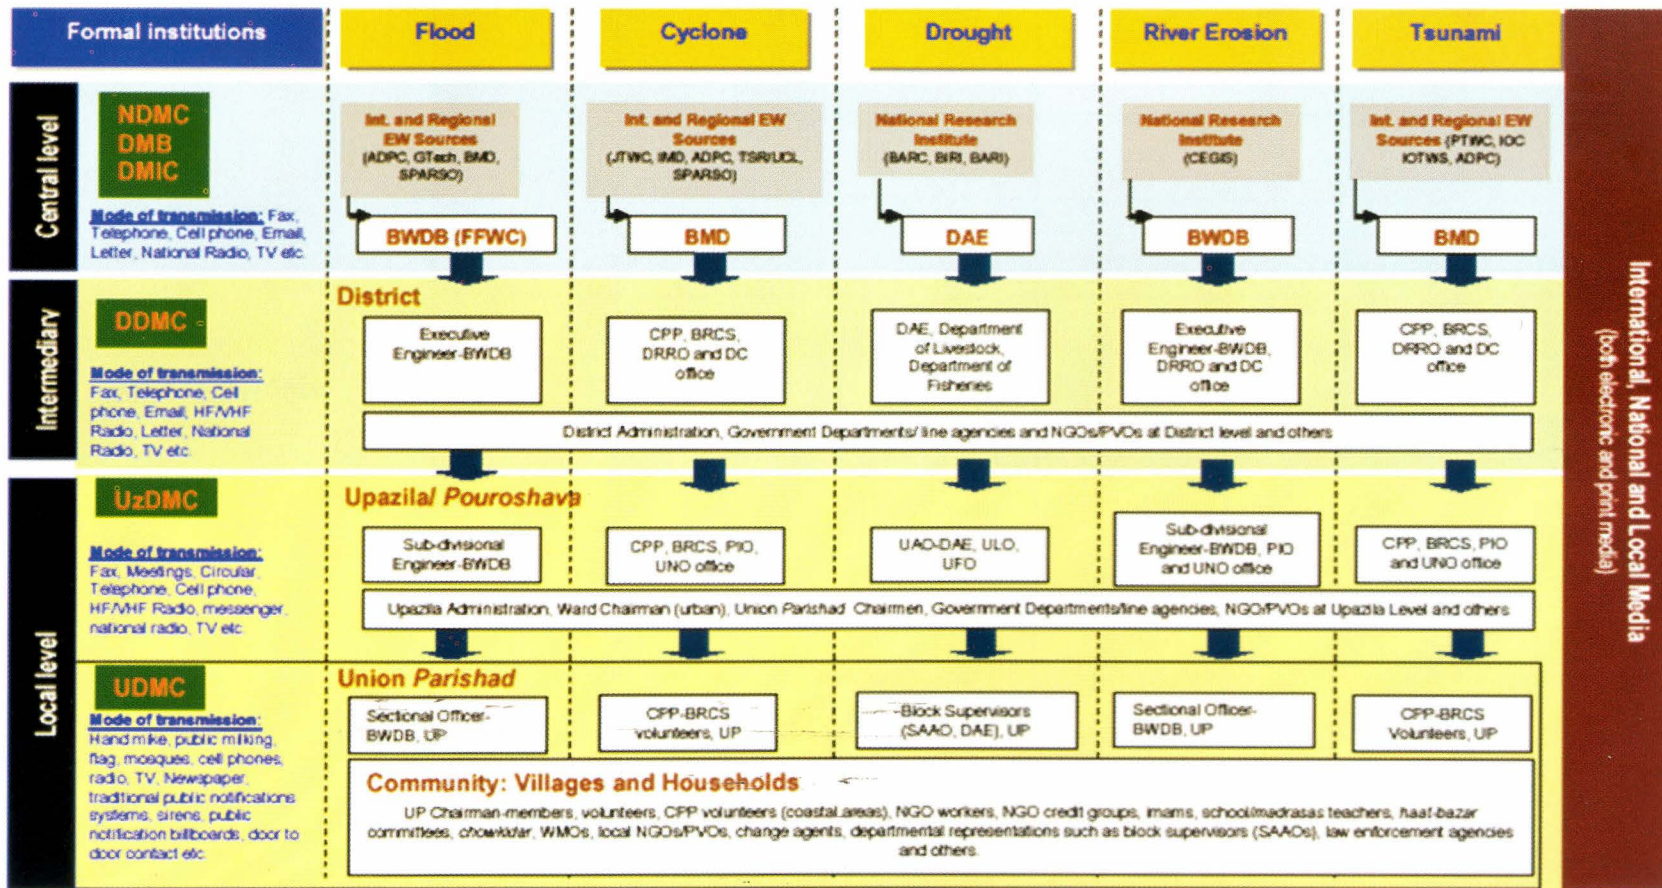 Formal institutions
Flood
Cyclone
Drought
River Erosion
Tsunami
Central level
NDMC
DMB
DMIC
Mode of transmission: Fax,
Telephone, Cell phone, Email,
Letter, National Radio, TV etc.
Int. and Regional
EW Sources
(ADPC, GTech, BMD,
SPARSO)
BWDB (FFWC)
Int. and Regional EW
Sources
(JTWC, IMD, ADPC, TSR/UCL,
SPARSO)
BMD
National Research
Institute
(BARC, BIRI, BARI)
DAE
National Research
Institute
(CEGIS)
BWDB
Int. and Regional EW
Sources (PTWC, IOC
IOTWS, ADPC)
BMD
Intermediary
DDMC
Mode of transmission:
Fax, Telephone, Cell
phone, Email, HF/VHF
Radio, Letter, National
Radio, TV etc.
District
Executive
Engineer-BWDB
CPP, BRCS,
DRRO and DC
office
DAE, Department
of Livestock,
Department of
Fisheries
Executive
Engineer-BWDB,
DRRO and DC
office
CPP, BRCS,
DRRO and DC
office
District Administration, Government Departments/ line agencies and NGOs/PVOs at District level and others
Local level
UzDMC
Mode of transmission:
Fax, Meetings, Circular,
Telephone, Cell phone,
HF/VHF Radio, messenger,
national radio, TV etc.
Upazila/ Pouroshava
Sub-divisional
Engineer-BWDB
CPP, BRCS, PIO,
UNO office
UAO-DAE, ULO,
UFO
Sub-divisional
Engineer-BWDB, PIO
and UNO office
CPP, BRCS, PIO
and UNO office
Upazila Administration, Ward Chairman (urban), Union Parishad Chairmen, Government Departments/line agencies, NGO/PVOs at Upazila Level and others
UDMC
Mode of transmission:
Hand mike, public miking,
flag, mosques, cell phones,
radio, TV, Newspaper,
traditional public notifications
systems, sirens, public
notification billboards, door to
door contact etc.
Union Parishad
Sectional Officer-
BWDB, UP
CPP-BRCS
volunteers, UP
Block Supervisors
(SAAO, DAE), UP
Sectional Officer-
BWDB, UP
CPP-BRCS
Volunteers, UP
Community: Villages and Households
UP Chairman-members, volunteers, CPP volunteers (coastal areas), NGO workers, NGO credit groups, imams, school/madrasas teachers, haat-bazar
committees, chowkidar, WMOs, local NGOs/PVOs, change agents, departmental representations such as block supervisors (SAAOs), law enforcement agencies
and others.
International, National and Local Media
(both electronic and print media)